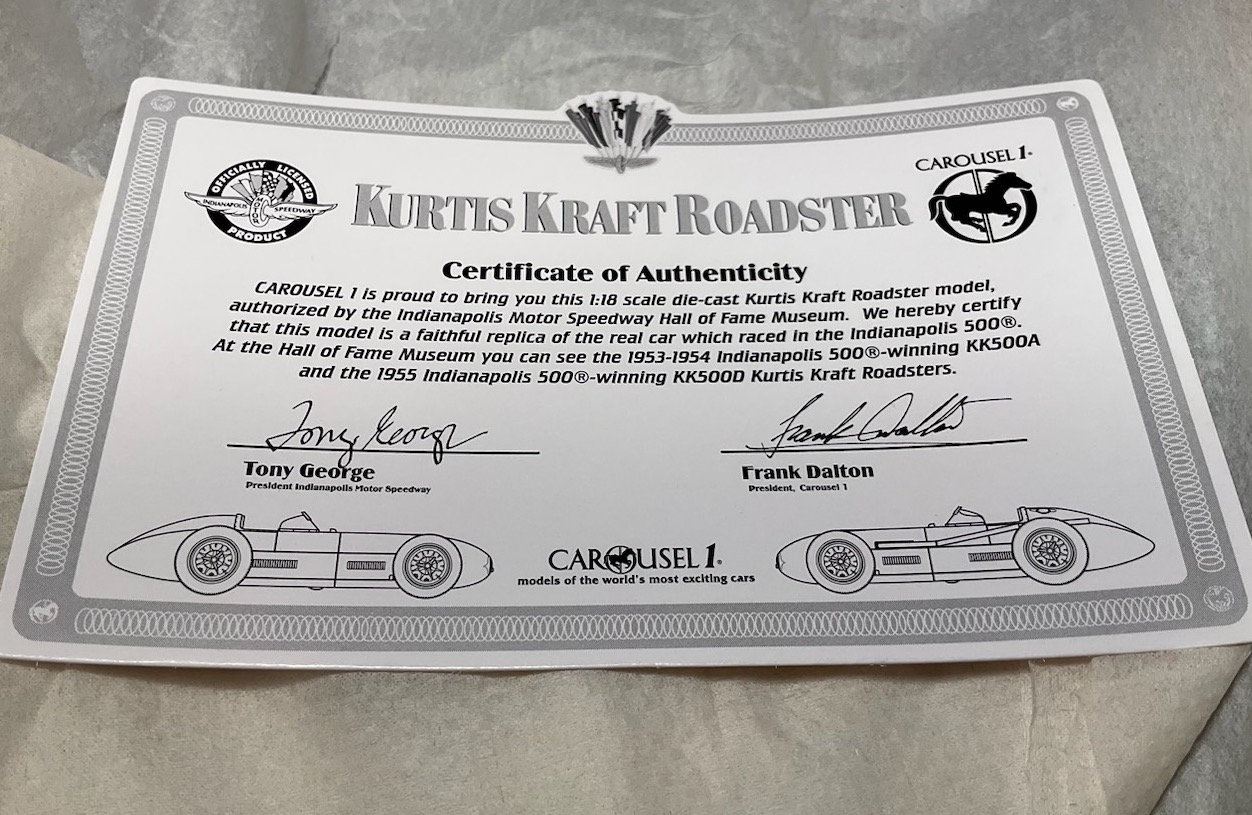 OFFICIALLY LICENSED
INDIANAPOLIS MOTOR SPEEDWAY
PRODUCT
CAROUSEL 1®
KURTIS KRAFT ROADSTER
Certificate of Authenticity
CAROUSEL 1 is proud to bring you this 1:18 scale die-cast Kurtis Kraft Roadster model,
authorized by the Indianapolis Motor Speedway Hall of Fame Museum. We hereby certify
that this model is a faithful replica of the real car which raced in the Indianapolis 500®.
At the Hall of Fame Museum you can see the 1953-1954 Indianapolis 500®-winning KK500A
and the 1955 Indianapolis 500®-winning KK500D Kurtis Kraft Roadsters.
Tony George Frank Dalton
Tony George Frank Dalton
President Indianapolis Motor Speedway President, Carousel 1
CAROUSEL 1®
models of the world's most exciting cars